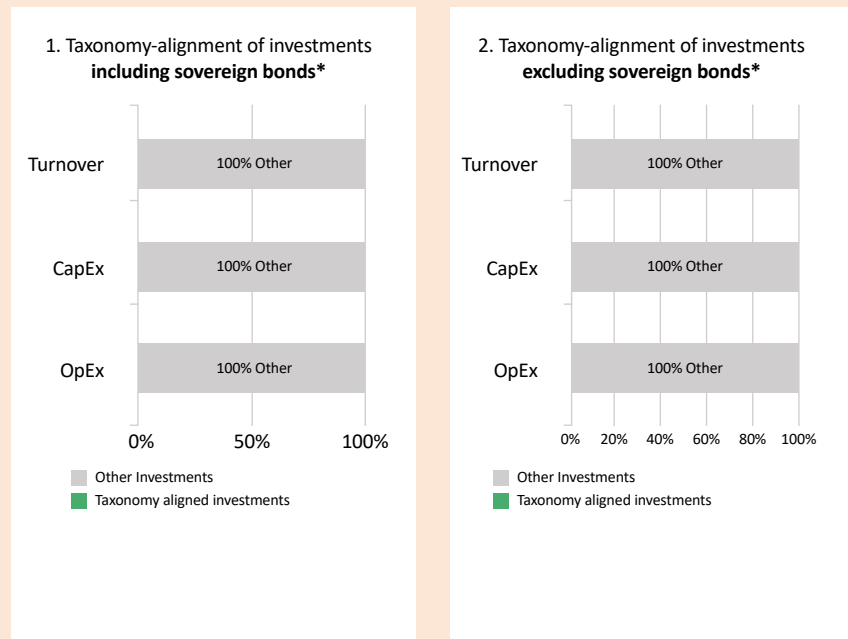 1. Taxonomy-alignment of investments
including sovereign bonds*
Turnover
100% Other
CapEx
100% Other
OpEx
100% Other
0% 50% 100%
Other Investments
Taxonomy aligned investments
2. Taxonomy-alignment of investments
excluding sovereign bonds*
Turnover
100% Other
CapEx
100% Other
OpEx
100% Other
0% 20% 40% 60% 80% 100%
Other Investments
Taxonomy aligned investments